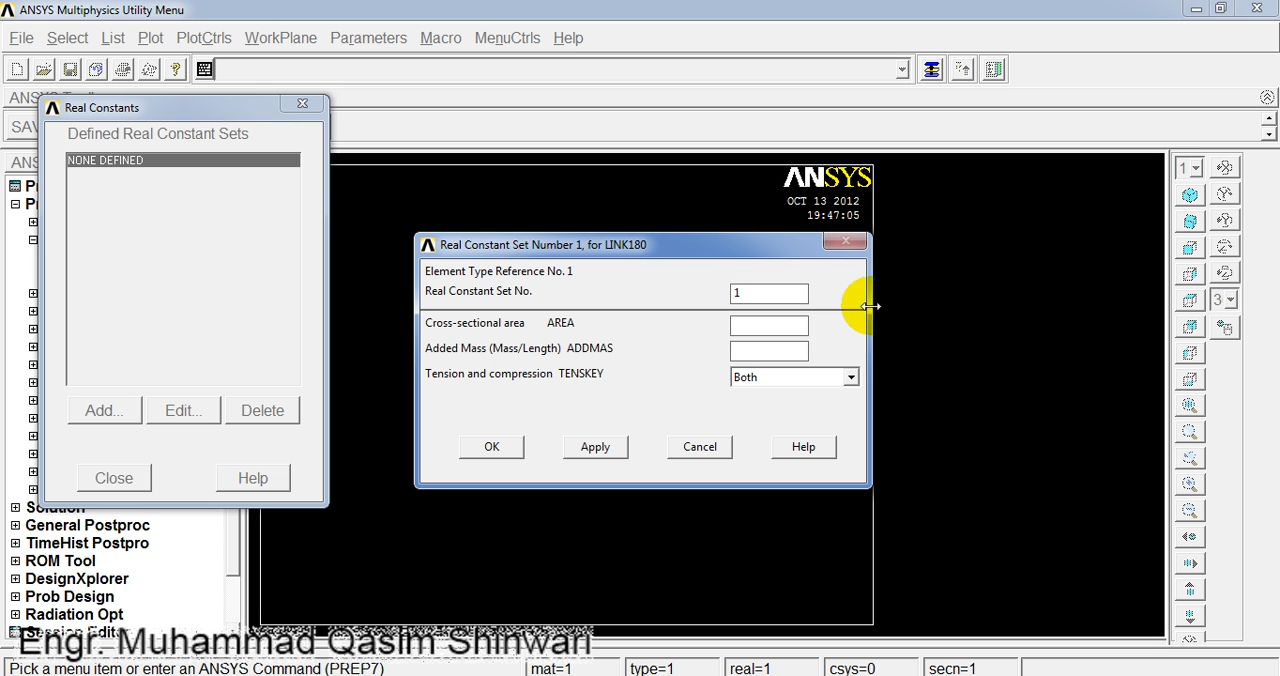 ANSYS Multiphysics Utility Menu
File Select List Plot PlotCtrls WorkPlane Parameters Macro MenuCtrls Help
Real Constants
Defined Real Constant Sets
NONE DEFINED
Add... Edit... Delete
Close Help
ANSYS
OCT 13 2012
19:47:05
Real Constant Set Number 1, for LINK180
Element Type Reference No. 1
Real Constant Set No. 1
Cross-sectional area AREA
Added Mass (Mass/Length) ADDMAS
Tension and compression TENSKEY Both
OK Apply Cancel Help
1
3
General Postproc
TimeHist Postpro
ROM Tool
DesignXplorer
Prob Design
Radiation Opt
Engr. Muhammad Qasim Shinwari
Pick a menu item or enter an ANSYS Command (PREP7) mat=1 type=1 real=1 csys=0 secn=1